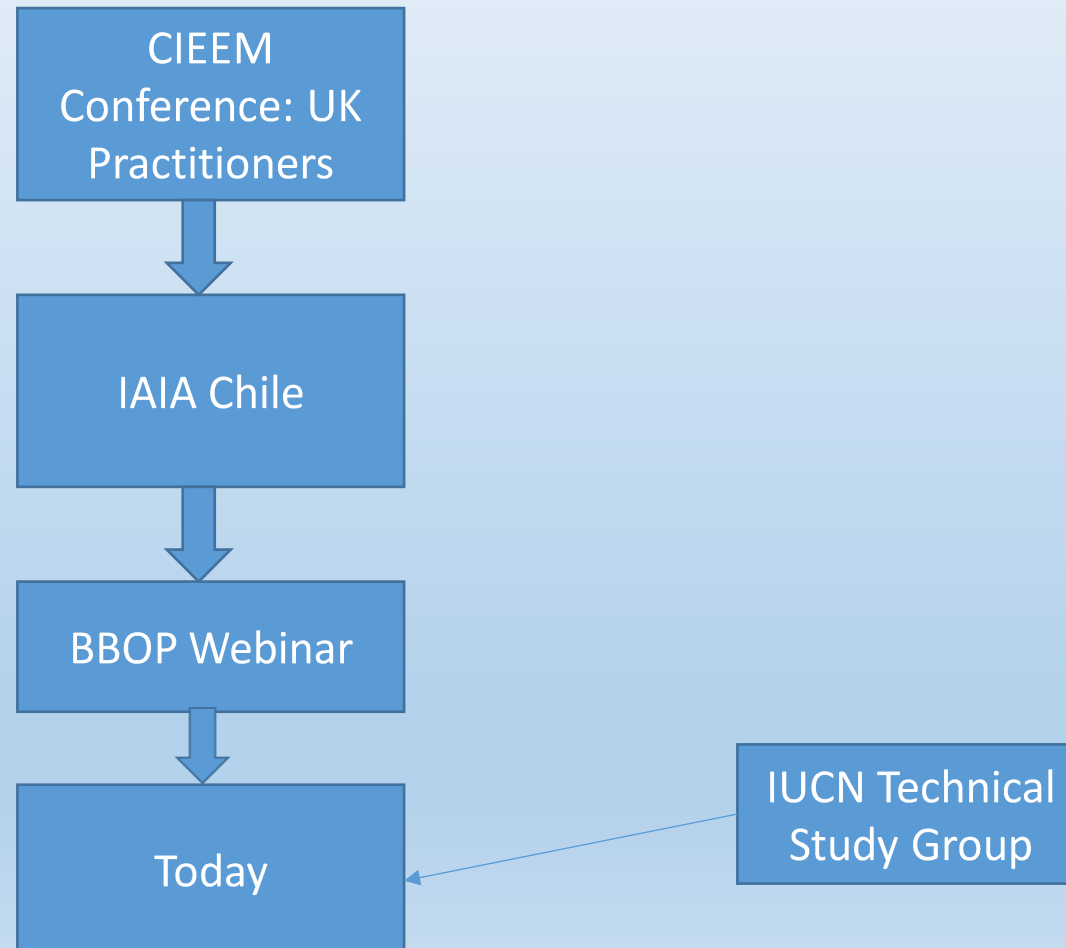 CIEEM
Conference: UK
Practitioners
IAIA Chile
BBOP Webinar
Today
IUCN Technical
Study Group